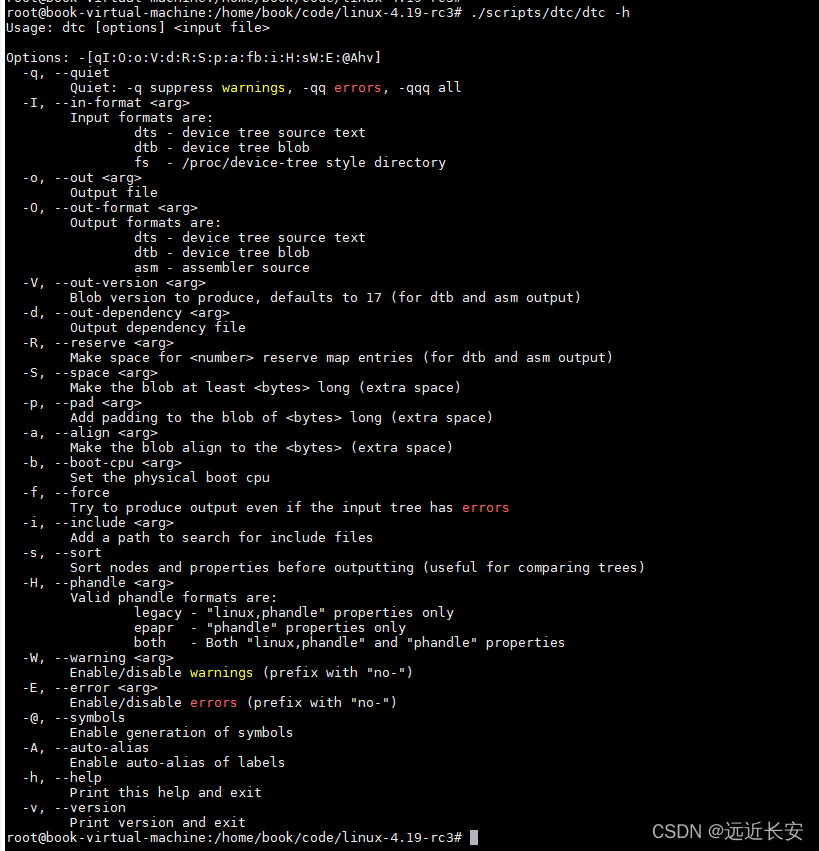 root@book-virtual-machine:/home/book/code/linux-4.19-rc3# ./scripts/dtc/dtc -h
Usage: dtc [options] <input file>

Options: -[qI:O:o:V:d:R:S:p:a:fb:i:H:sW:E:@Ahv]
  -q, --quiet
        Quiet: -q suppress warnings, -qq errors, -qqq all
  -I, --in-format <arg>
        Input formats are:
                dts - device tree source text
                dtb - device tree blob
                fs  - /proc/device-tree style directory
  -o, --out <arg>
        Output file
  -O, --out-format <arg>
        Output formats are:
                dts - device tree source text
                dtb - device tree blob
                asm - assembler source
  -V, --out-version <arg>
        Blob version to produce, defaults to 17 (for dtb and asm output)
  -d, --out-dependency <arg>
        Output dependency file
  -R, --reserve <arg>
        Make space for <number> reserve map entries (for dtb and asm output)
  -S, --space <arg>
        Make the blob at least <bytes> long (extra space)
  -p, --pad <arg>
        Add padding to the blob of <bytes> long (extra space)
  -a, --align <arg>
        Make the blob align to the <bytes> (extra space)
  -b, --boot-cpu <arg>
        Set the physical boot cpu
  -f, --force
        Try to produce output even if the input tree has errors
  -i, --include <arg>
        Add a path to search for include files
  -s, --sort
        Sort nodes and properties before outputting (useful for comparing trees)
  -H, --phandle <arg>
        Valid phandle formats are:
                legacy - "linux,phandle" properties only
                epapr  - "phandle" properties only
                both   - Both "linux,phandle" and "phandle" properties
  -W, --warning <arg>
        Enable/disable warnings (prefix with "no-")
  -E, --error <arg>
        Enable/disable errors (prefix with "no-")
  -@, --symbols
        Enable generation of symbols
  -A, --auto-alias
        Enable auto-alias of labels
  -h, --help
        Print this help and exit
  -v, --version
        Print version and exit
root@book-virtual-machine:/home/book/code/linux-4.19-rc3#
CSDN @远近长安